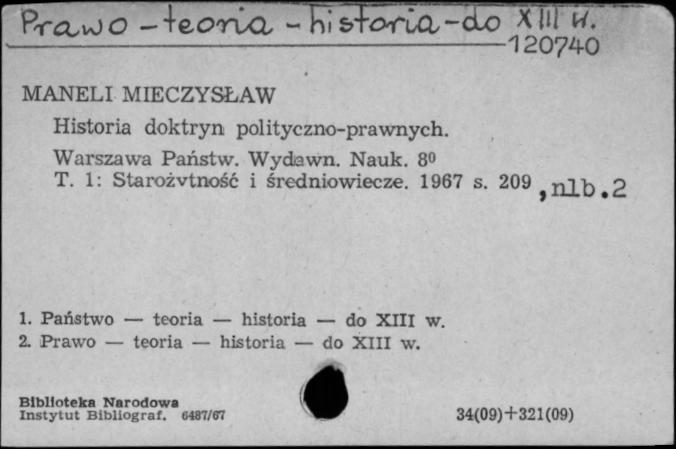 Prawo - teoria - historia - do XIII w.
120740
MANELI MIECZYSŁAW
Historia doktryn polityczno-prawnych.
Warszawa Państw. Wydawn. Nauk. 8⁰
T. 1: Starożvtność i średniowiecze. 1967 s. 209, nlb. 2
1. Państwo — teoria — historia — do XIII w.
2. Prawo — teoria — historia — do XIII w.
Biblioteka Narodowa
Instytut Bibliograf. 6487/67
34(09)+321(09)